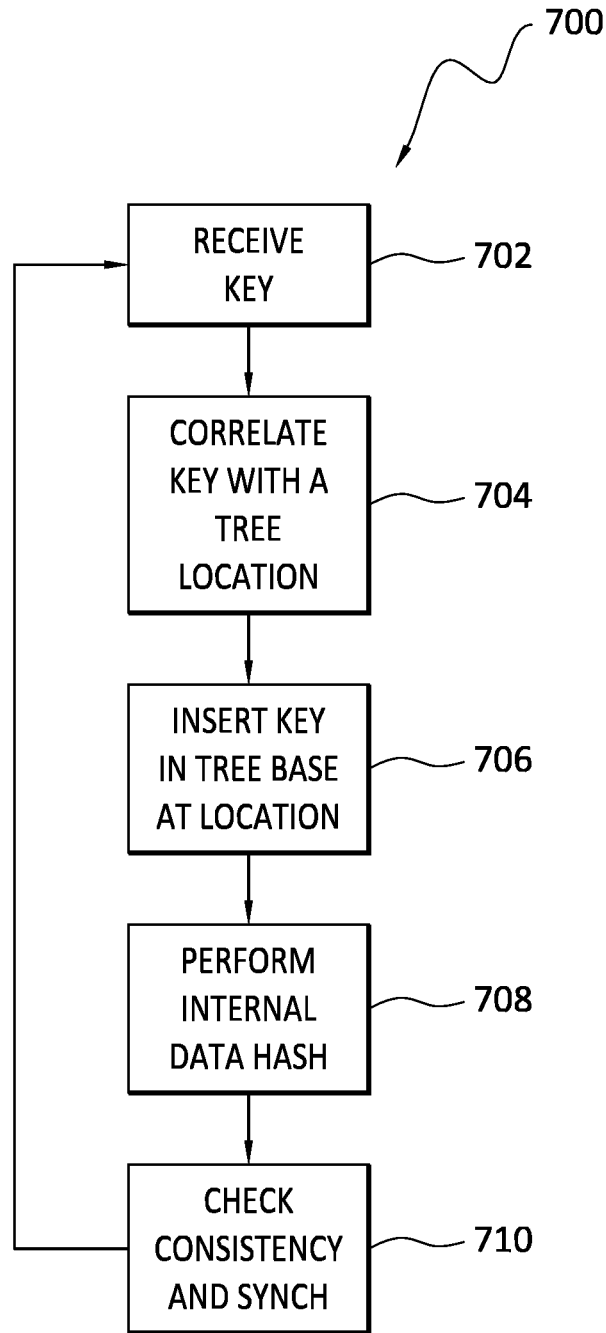 700
RECEIVE
KEY
702
CORRELATE
KEY WITH A
TREE
LOCATION
704
INSERT KEY
IN TREE BASE
AT LOCATION
706
PERFORM
INTERNAL
DATA HASH
708
CHECK
CONSISTENCY
AND SYNCH
710